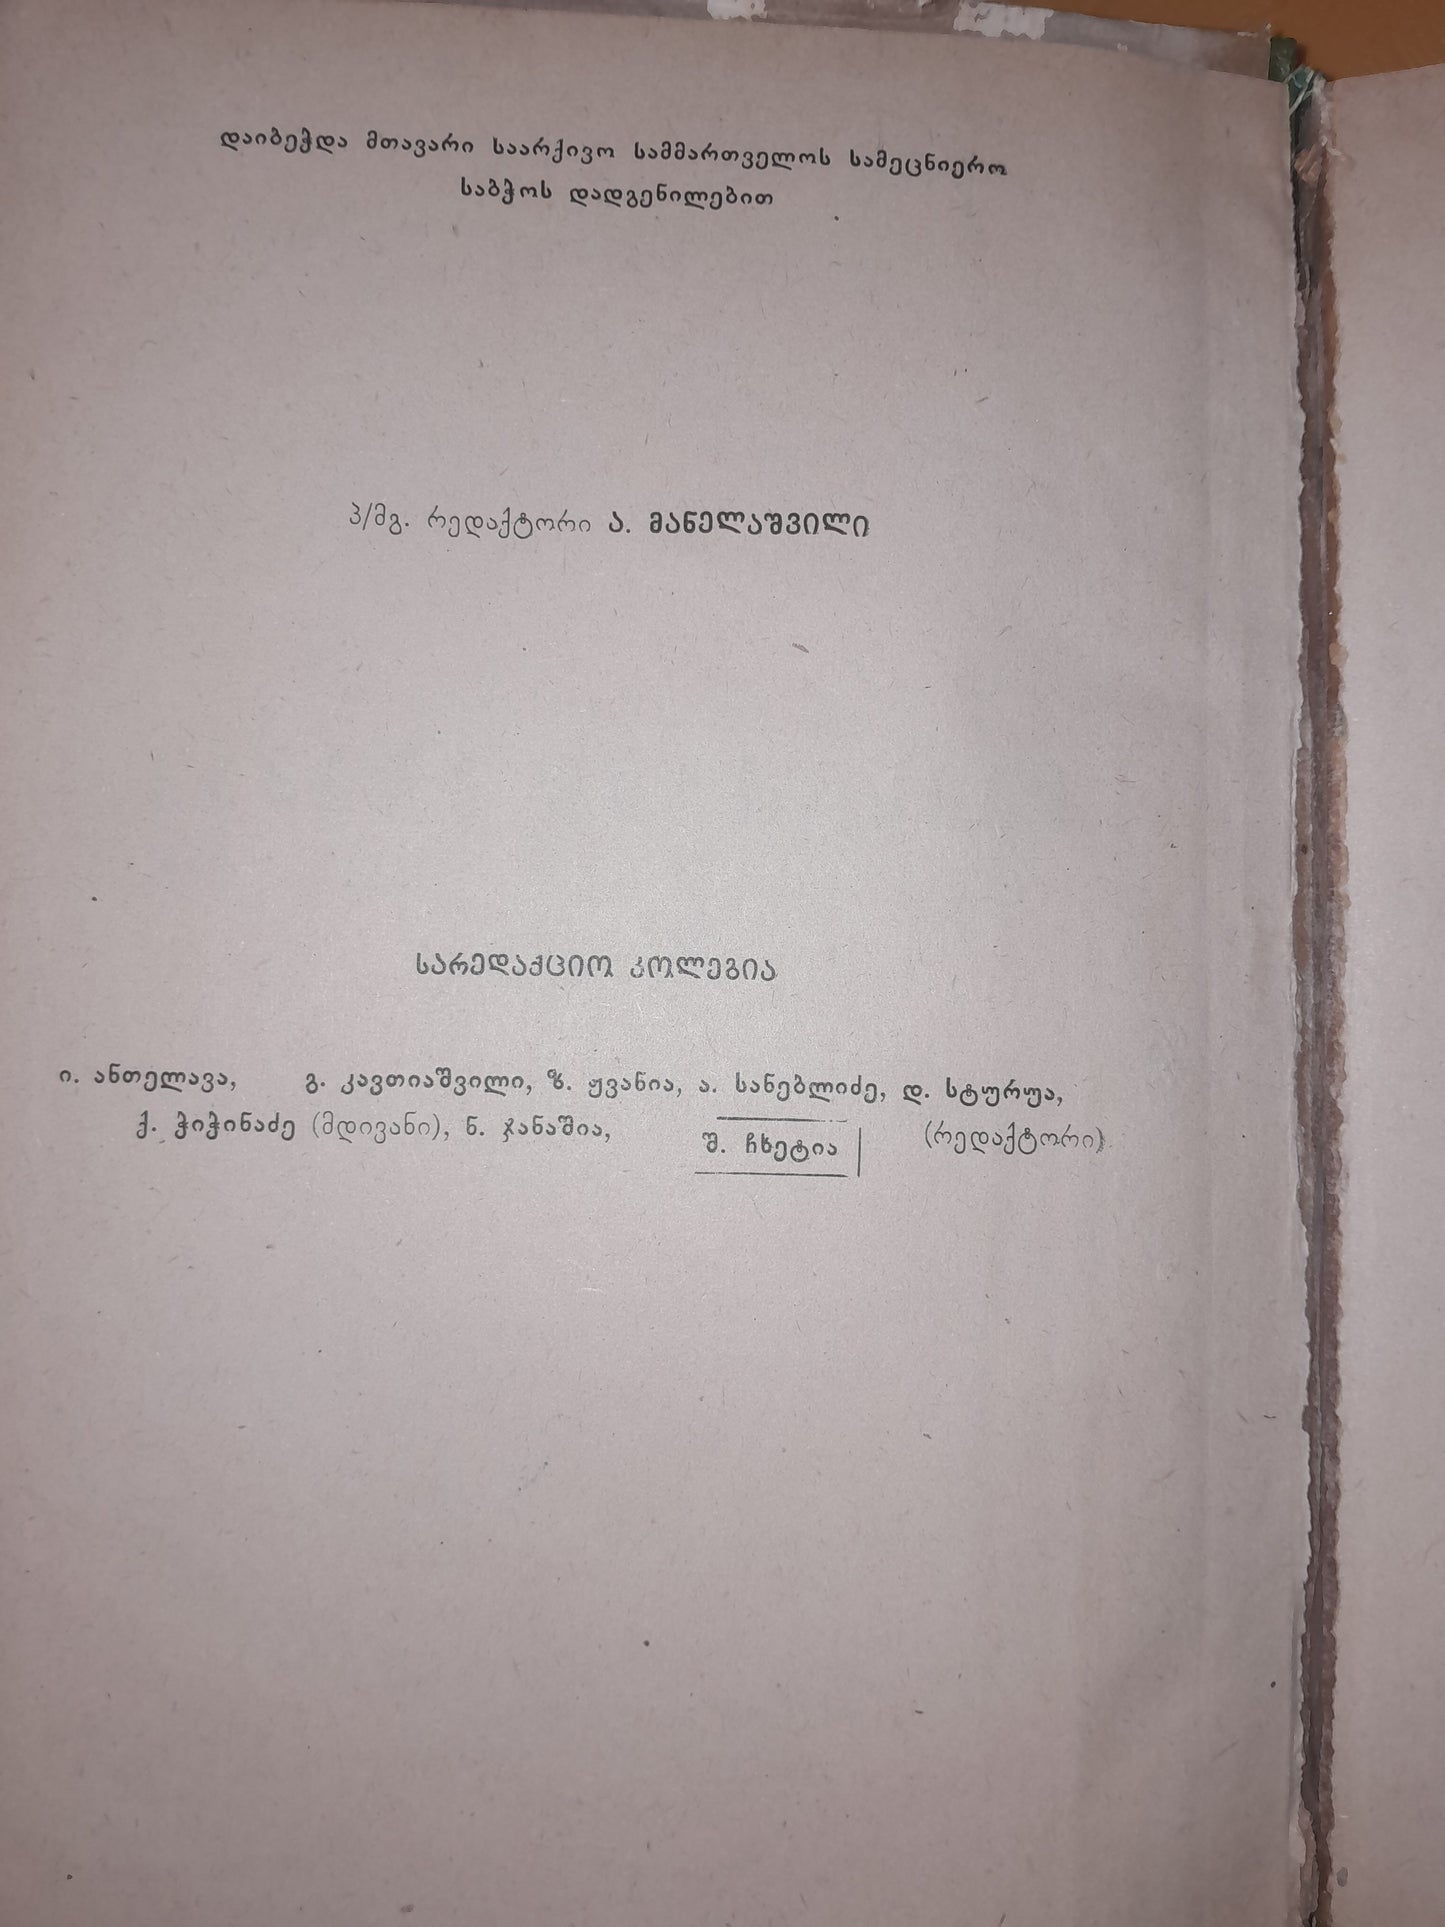 დაიბეჭდა მთავარი საარქივო სამმართველოს სამეცნიერო
საბჭოს დადგენილებით
პ/მგ. რედაქტორი ა. მანელაშვილი
სარედაქციო კოლეგია
ი. ანთელავა, გ. კავთიაშვილი, ზ. ჟვანია, ა. სანებლიძე, დ. სტურუა,
ქ. ჭიჭინაძე (მდივანი), ნ. ჯანაშია, შ. ჩხეტია (რედაქტორი)